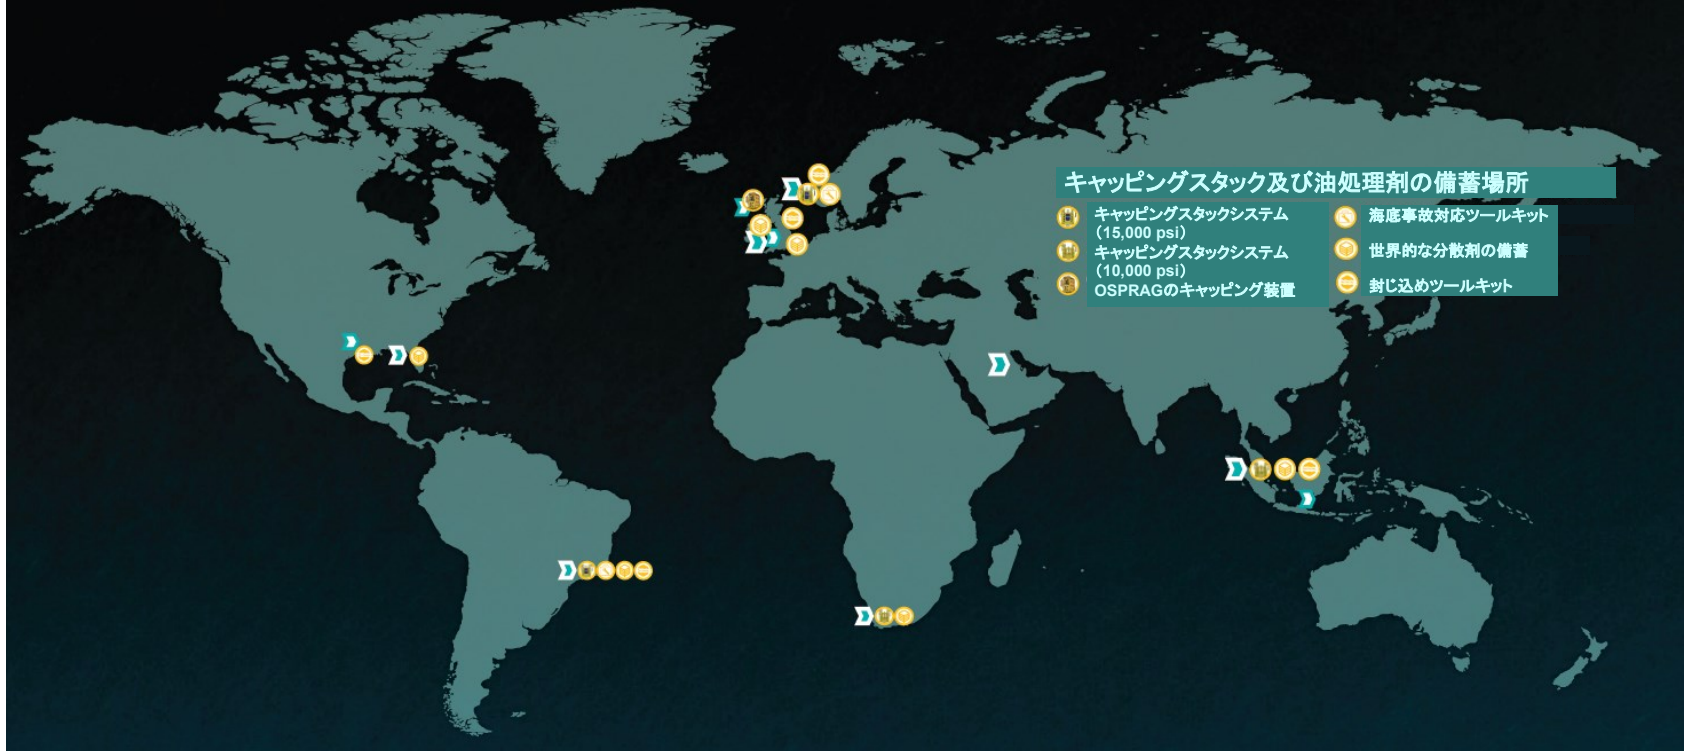 キャッピングスタック及び油処理剤の備蓄場所
キャッピングスタックシステム
（15,000 psi）
キャッピングスタックシステム
（10,000 psi）
OSPRAGのキャッピング装置
海底事故対応ツールキット
世界的な分散剤の備蓄
封じ込めツールキット